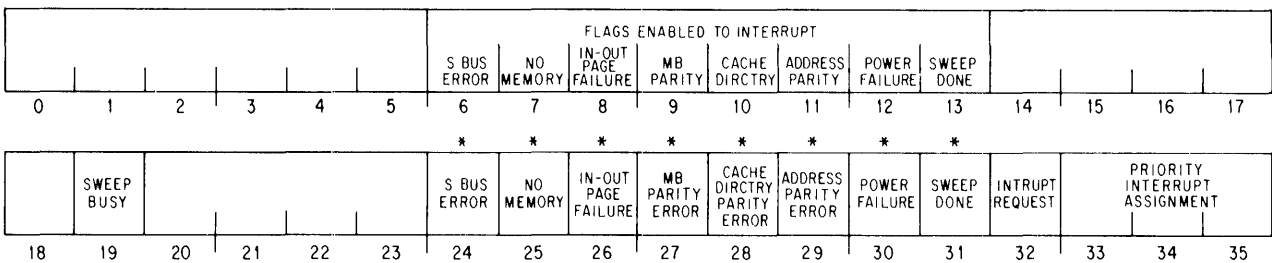 FLAGS ENABLED TO INTERRUPT
S BUS ERROR NO MEMORY IN-OUT PAGE FAILURE MB PARITY CACHE DIRCTRY ADDRESS PARITY POWER FAILURE SWEEP DONE
0 1 2 3 4 5 6 7 8 9 10 11 12 13 14 15 16 17
* * * * * * * *
SWEEP BUSY S BUS ERROR NO MEMORY IN-OUT PAGE FAILURE MB PARITY ERROR CACHE DIRCTRY PARITY ERROR ADDRESS PARITY ERROR POWER FAILURE SWEEP DONE INTRUPT REQUEST PRIORITY INTERRUPT ASSIGNMENT
18 19 20 21 22 23 24 25 26 27 28 29 30 31 32 33 34 35